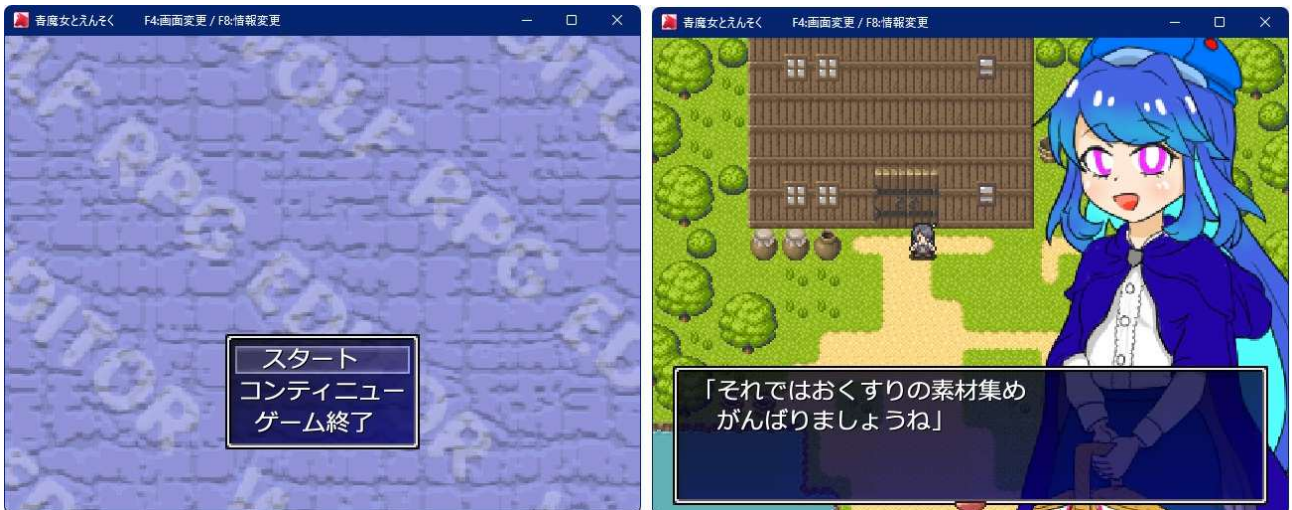 青魔女とえんそく F4:画面変更 / F8:情報変更
WOLF RPG EDITOR
スタート
コンティニュー
ゲーム終了
青魔女とえんそく F4:画面変更 / F8:情報変更
「それではおくすりの素材集め
がんばりましょうね」